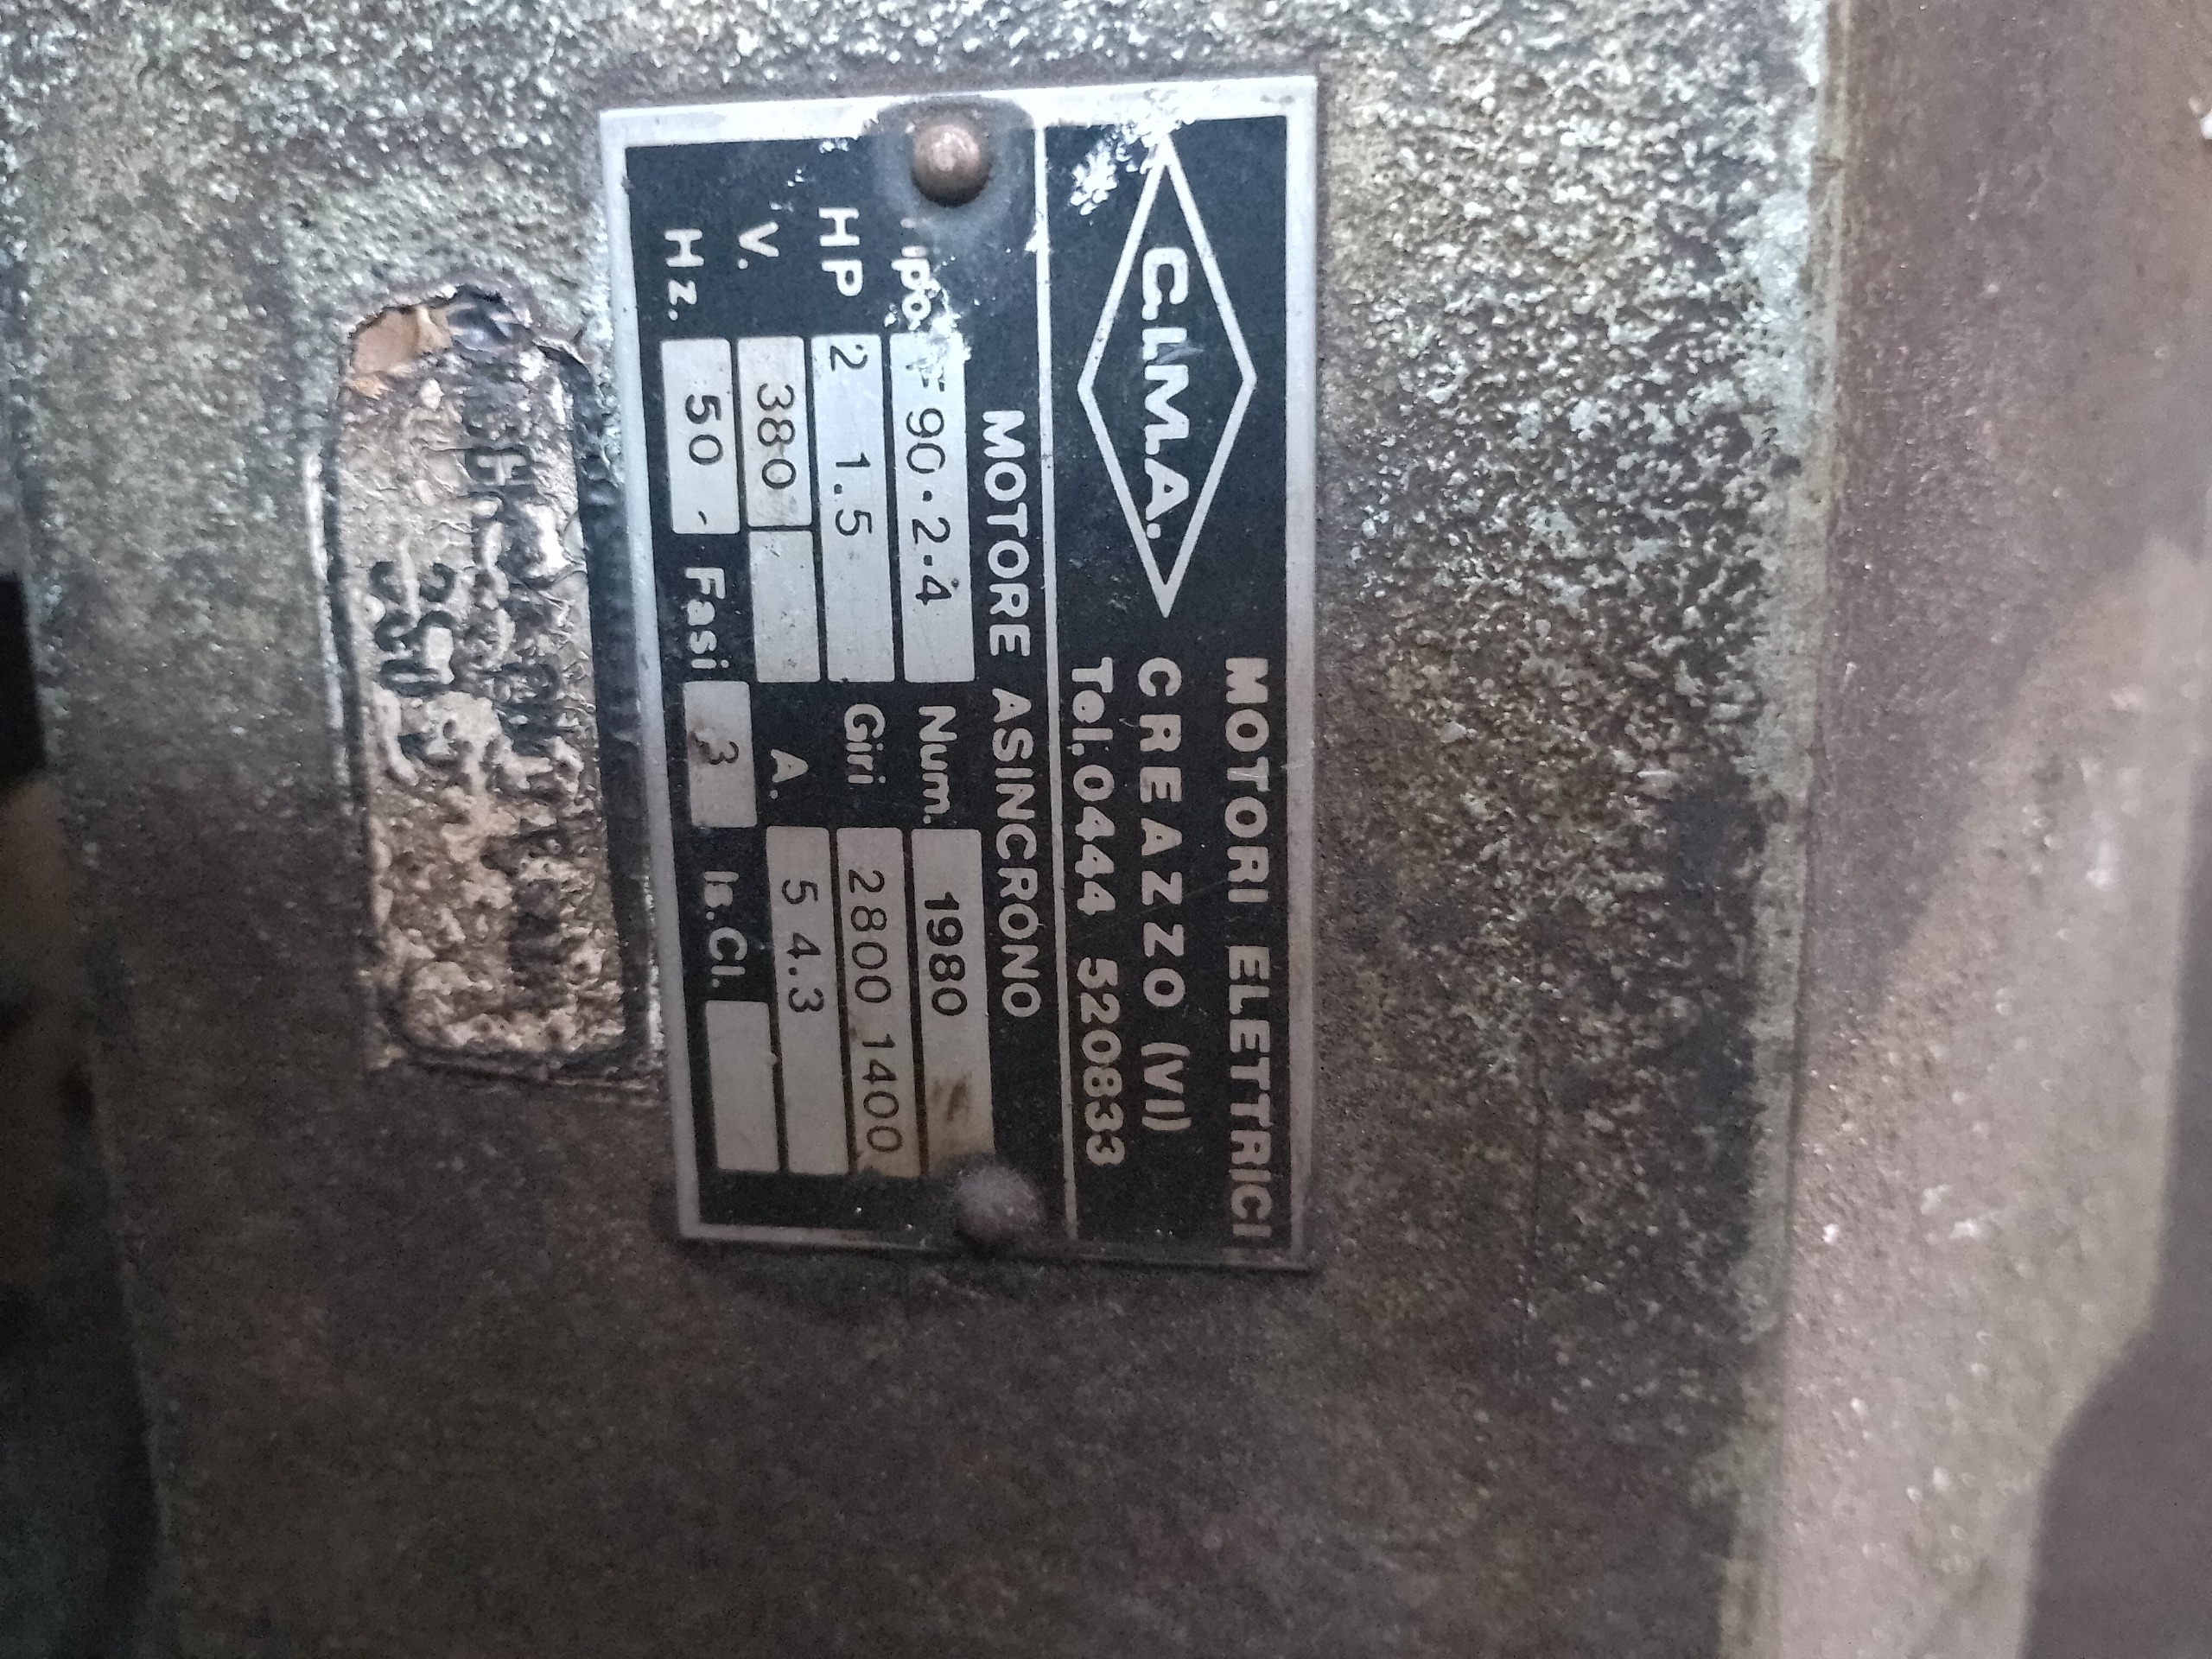 C.I.M.A.
MOTORI ELETTRICI
CREAZZO (VI)
Tel. 0444 520833
MOTORE ASINCRONO
Tipo F 90.2.4 Num. 1980
HP 2 1.5 Giri 2800 1400
V. 380 A. 5 4.3
Hz. 50 Fasi 3 Is.Cl.